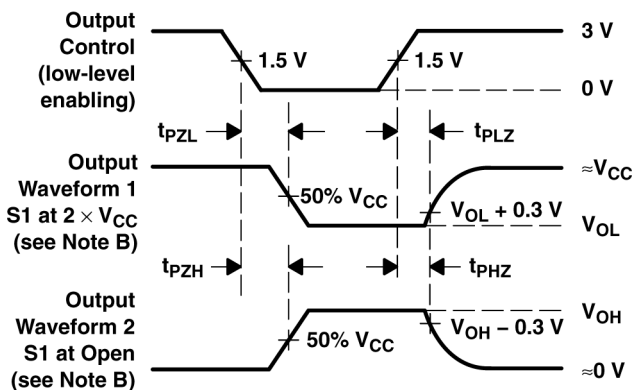 Output
Control
(low-level
enabling)
1.5 V
1.5 V
3 V
0 V
tPZL
tPLZ
Output
Waveform 1
S1 at 2 × VCC
(see Note B)
50% VCC
VOL + 0.3 V
≈VCC
VOL
tPZH
tPHZ
Output
Waveform 2
S1 at Open
(see Note B)
50% VCC
VOH − 0.3 V
VOH
≈0 V